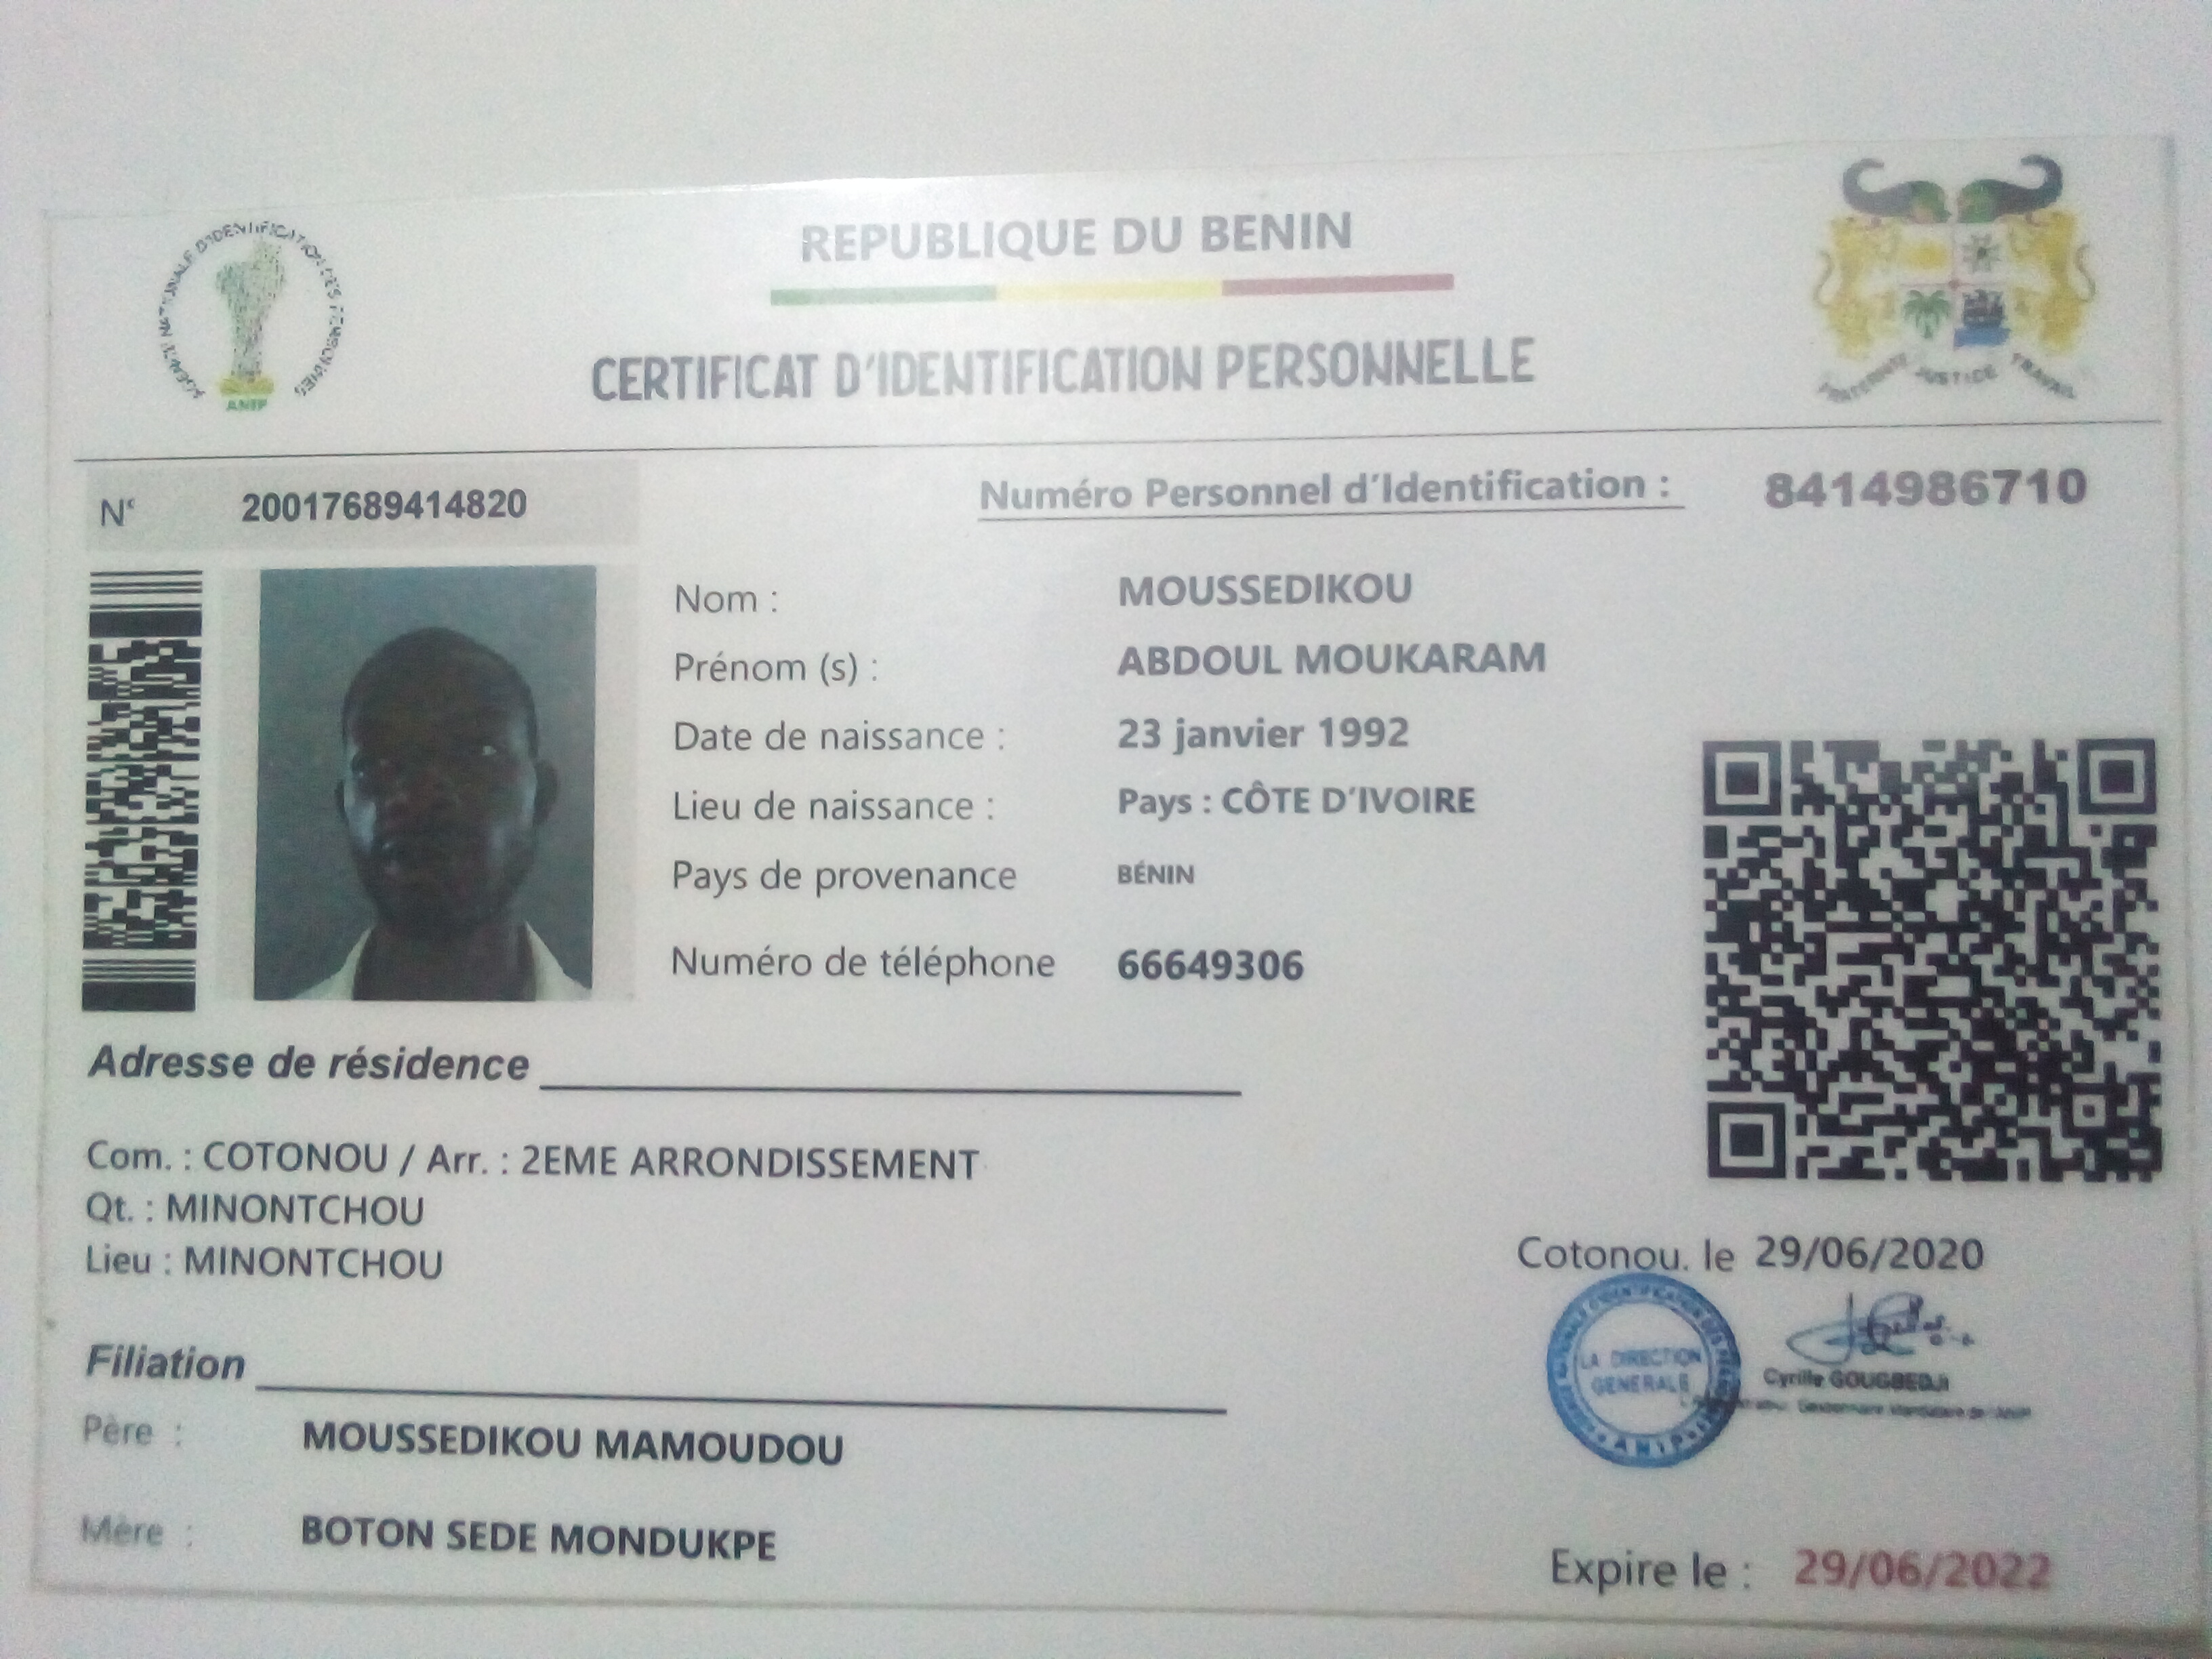 AGENCE NATIONALE D'IDENTIFICATION DES PERSONNES
ANIP
REPUBLIQUE DU BENIN
CERTIFICAT D'IDENTIFICATION PERSONNELLE
FRATERNITE JUSTICE TRAVAIL
N° 20017689414820
Numéro Personnel d'Identification : 8414986710
Nom : MOUSSEDIKOU
Prénom (s) : ABDOUL MOUKARAM
Date de naissance : 23 janvier 1992
Lieu de naissance : Pays : CÔTE D'IVOIRE
Pays de provenance BÉNIN
Numéro de téléphone 66649306
Adresse de résidence
Com. : COTONOU / Arr. : 2EME ARRONDISSEMENT
Qt. : MINONTCHOU
Lieu : MINONTCHOU
Cotonou. le 29/06/2020
LA DIRECTION
GENERALE
ANIP
Cyrille GOUGBEDJI
Filiation
Père : MOUSSEDIKOU MAMOUDOU
Mère : BOTON SEDE MONDUKPE
Expire le : 29/06/2022